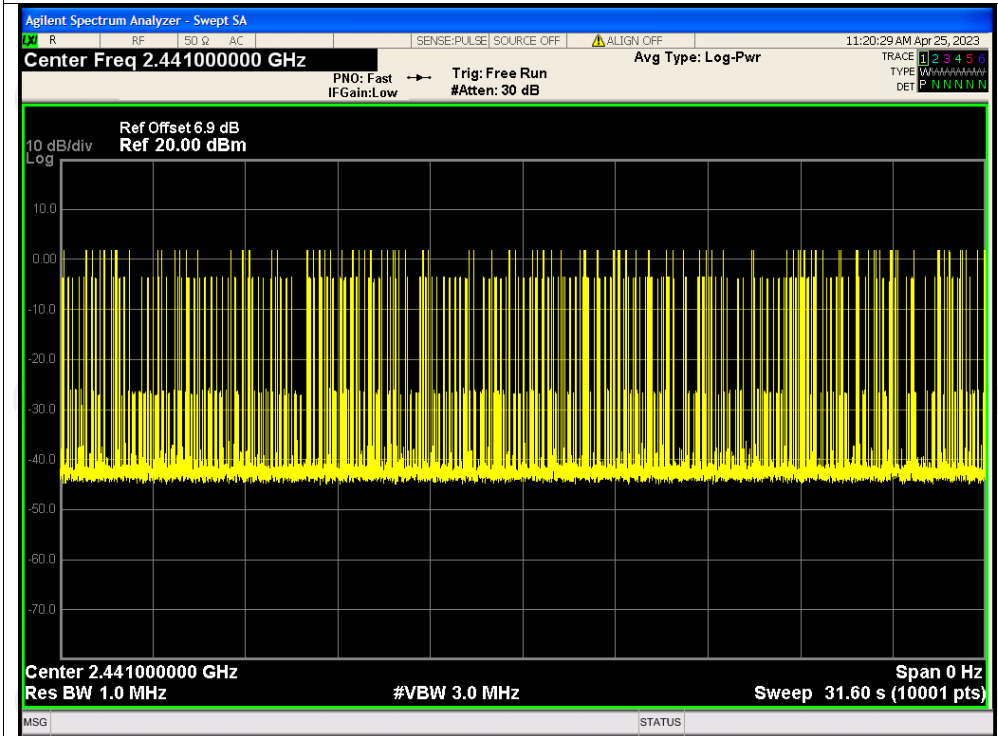 Agilent Spectrum Analyzer - Swept SA
LXI R RF 50 Ω AC SENSE:PULSE SOURCE OFF ALIGN OFF 11:20:29 AM Apr 25, 2023
Center Freq 2.441000000 GHz
PNO: Fast
IFGain:Low
Trig: Free Run
#Atten: 30 dB
Avg Type: Log-Pwr
TRACE 1 2 3 4 5 6
TYPE W
DET P N N N N N
Ref Offset 6.9 dB
10 dB/div Ref 20.00 dBm
Log
10.0
0.00
-10.0
-20.0
-30.0
-40.0
-50.0
-60.0
-70.0
Center 2.441000000 GHz Span 0 Hz
Res BW 1.0 MHz #VBW 3.0 MHz Sweep 31.60 s (10001 pts)
MSG STATUS